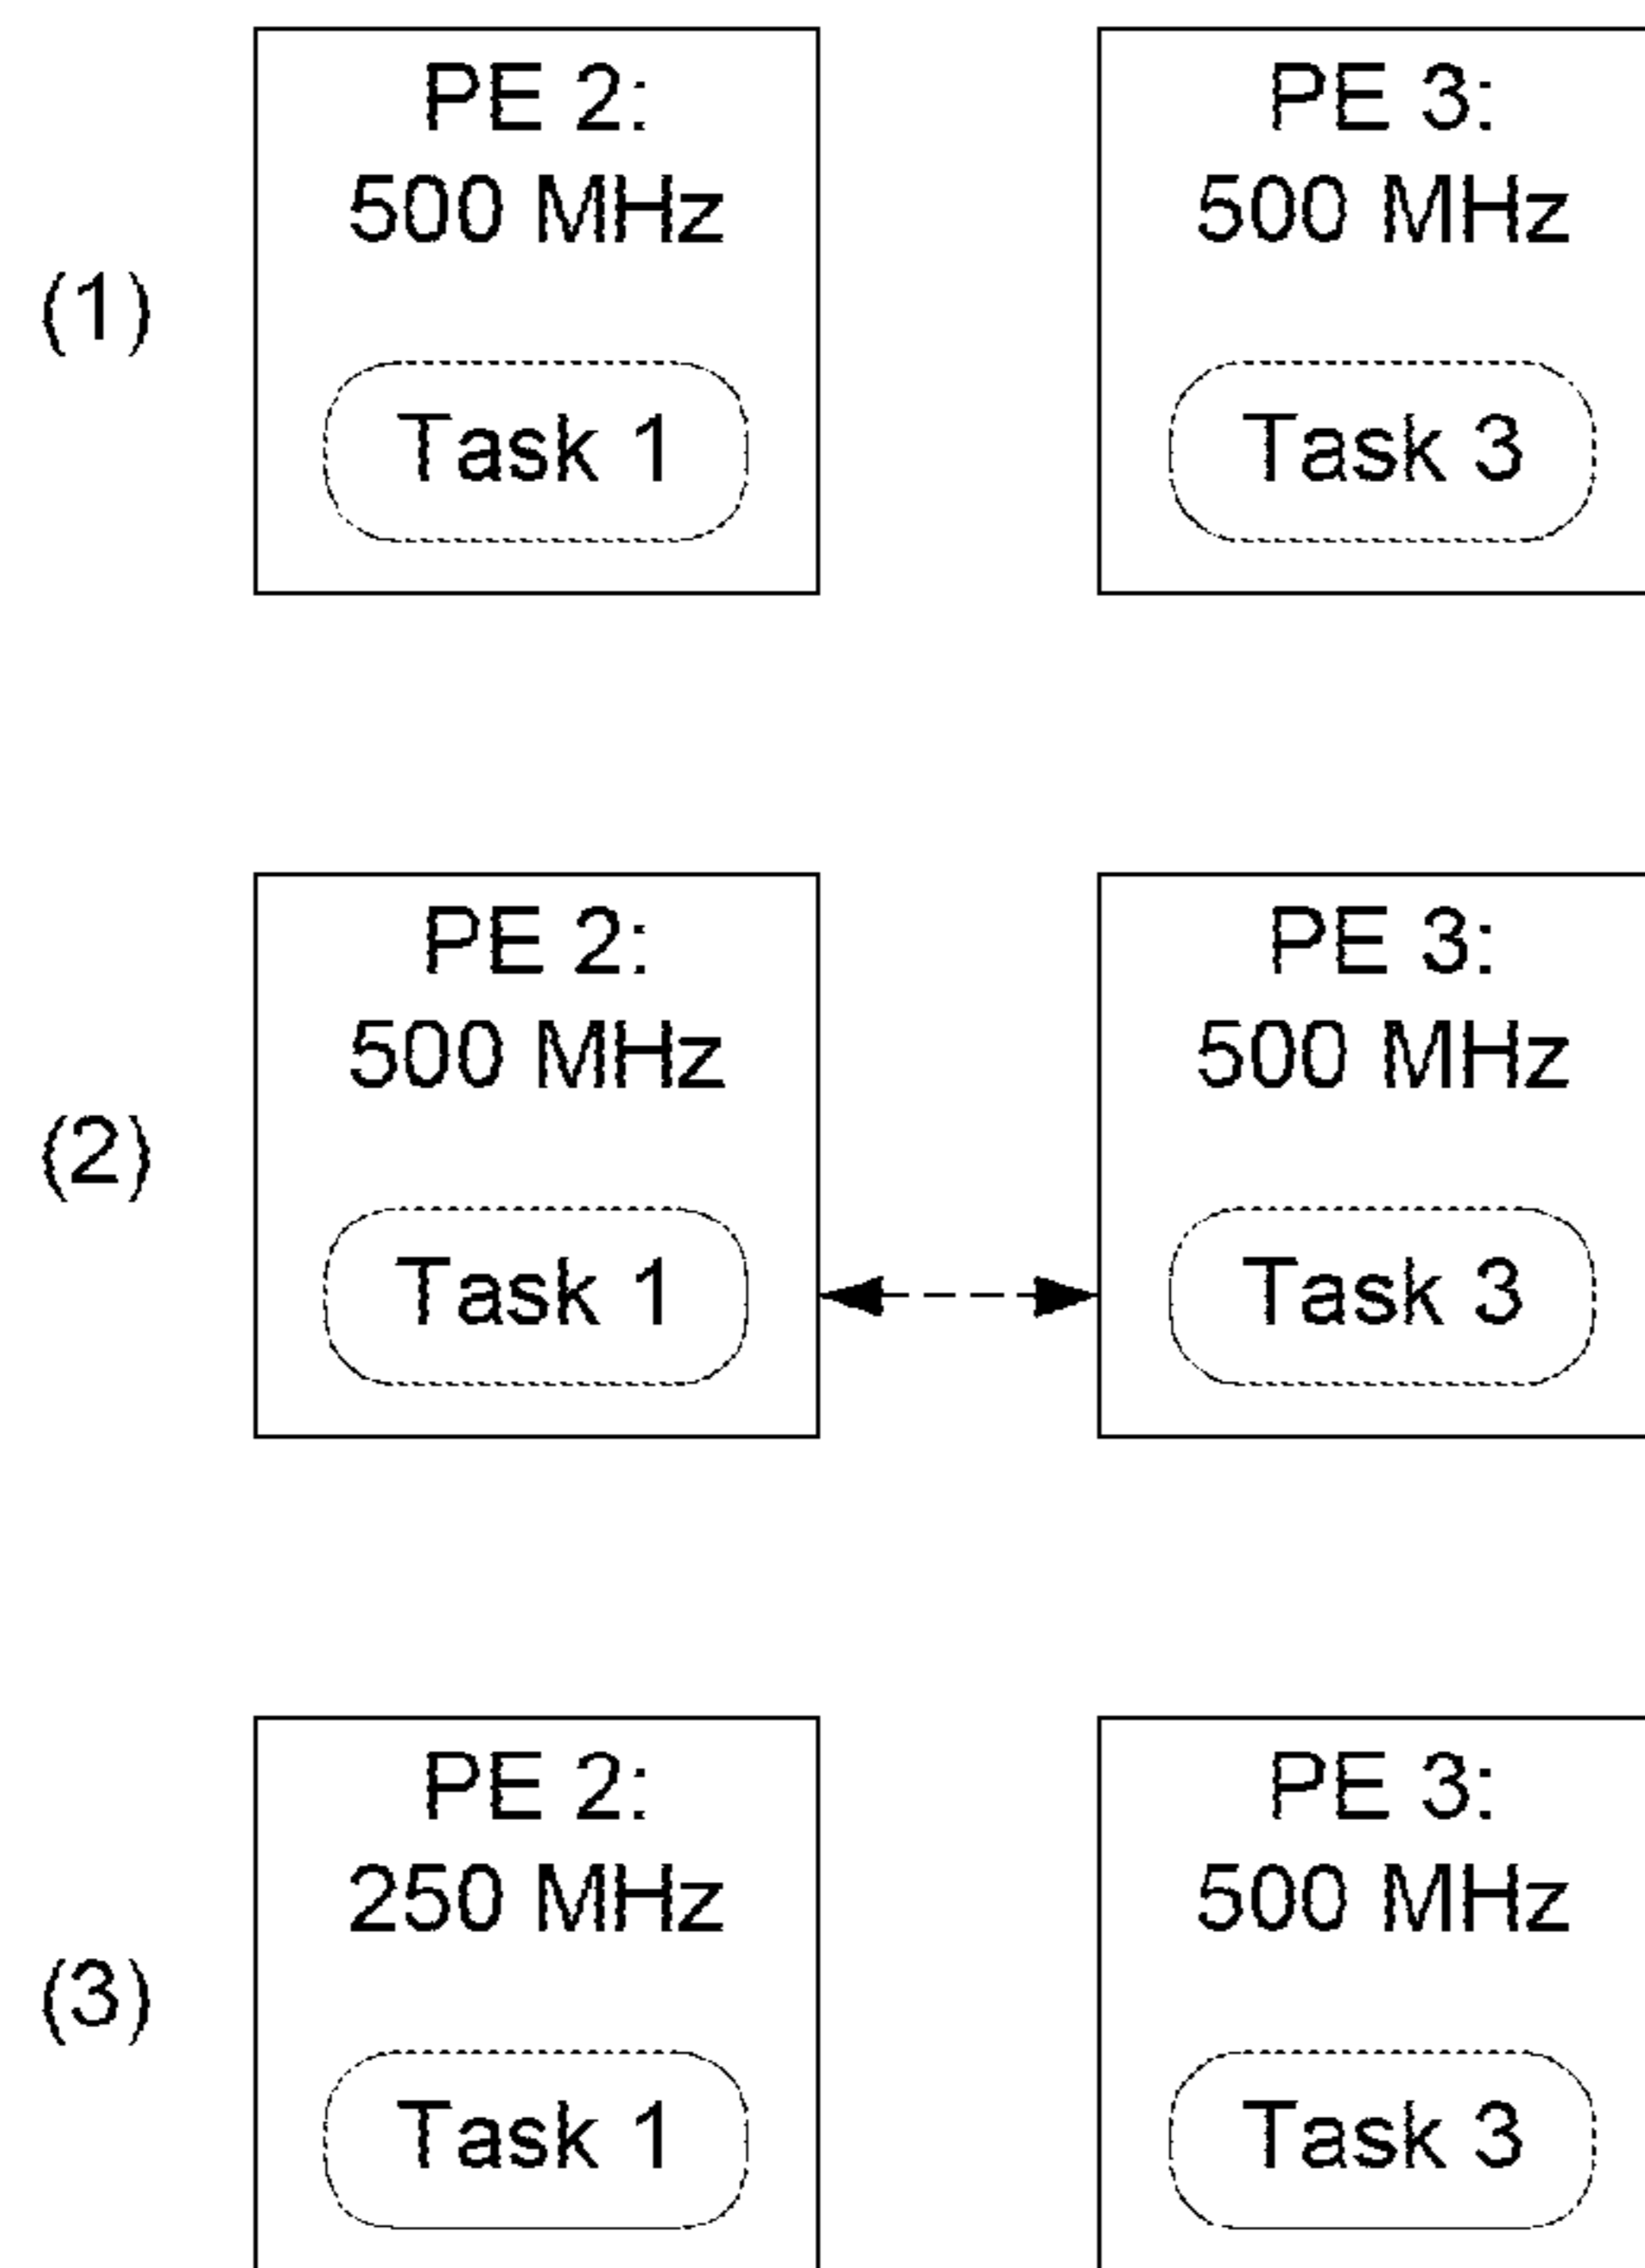 (1)
PE 2:
500 MHz
Task 1
PE 3:
500 MHz
Task 3
(2)
PE 2:
500 MHz
Task 1
PE 3:
500 MHz
Task 3
(3)
PE 2:
250 MHz
Task 1
PE 3:
500 MHz
Task 3